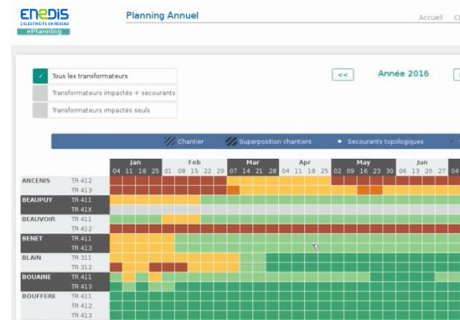 ENEDIS
L'ELECTRICITE EN RESEAU
ePlanning
Planning Annuel
Accueil
Tous les transformateurs
Transformateurs impactés + secourants
Transformateurs impactés seuls
<< Année 2016
Chantier Superposition chantiers Secourants topologiques
Jan Feb Mar Apr May Jun
04 11 18 25 01 08 15 22 29 07 14 21 28 04 11 18 25 02 09 16 23 30 06 13 20 27 04
ANCENIS TR 412
TR 413
BEAUPUY TR 411
TR 41X
BEAUVOIR TR 411
TR 412
BENET TR 411
TR 413
BLAIN TR 311
TR 312
BOUAINE TR 411
TR 413
BOUFFERE TR 411
TR 412
TR 413